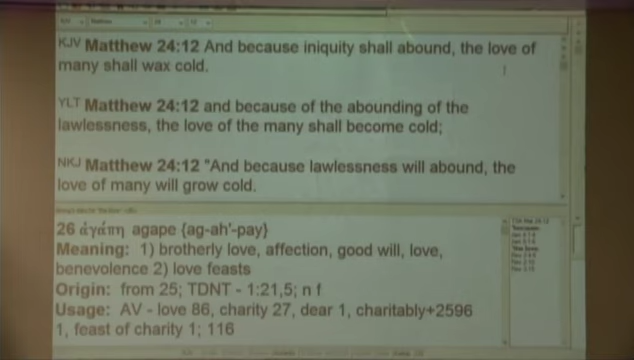 KJV Matthew 24:12 And because iniquity shall abound, the love of
many shall wax cold.
YLT Matthew 24:12 and because of the abounding of the
lawlessness, the love of the many shall become cold;
NKJ Matthew 24:12 "And because lawlessness will abound, the
love of many will grow cold.
26 ἀγάπη agape {ag-ah'-pay}
Meaning: 1) brotherly love, affection, good will, love,
benevolence 2) love feasts
Origin: from 25; TDNT - 1:21,5; n f
Usage: AV - love 86, charity 27, dear 1, charitably+2596
1, feast of charity 1; 116